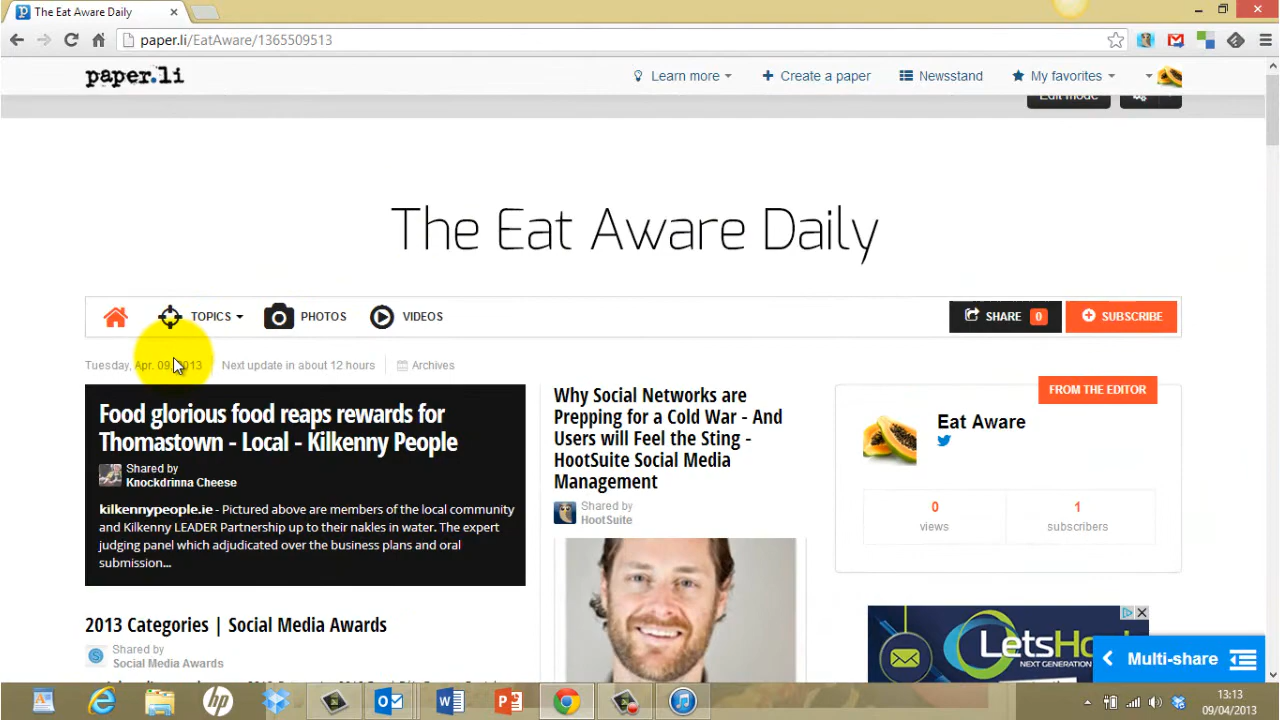 The Eat Aware Daily
paper.li/EatAware/1365509513
paper.li
Learn more
Create a paper
Newsstand
My favorites
Edit mode
The Eat Aware Daily
TOPICS
PHOTOS
VIDEOS
SHARE 0
SUBSCRIBE
Tuesday, Apr. 09, 2013
Next update in about 12 hours
Archives
Food glorious food reaps rewards for
Thomastown - Local - Kilkenny People
Shared by
Knockdrinna Cheese
kilkennypeople.ie - Pictured above are members of the local community
and Kilkenny LEADER Partnership up to their nakles in water. The expert
judging panel which adjudicated over the business plans and oral
submission...
2013 Categories | Social Media Awards
Shared by
Social Media Awards
Why Social Networks are
Prepping for a Cold War - And
Users will Feel the Sting -
HootSuite Social Media
Management
Shared by
HootSuite
FROM THE EDITOR
Eat Aware
0
views
1
subscribers
NEXT GENERATION
Multi-share
13:13
09/04/2013